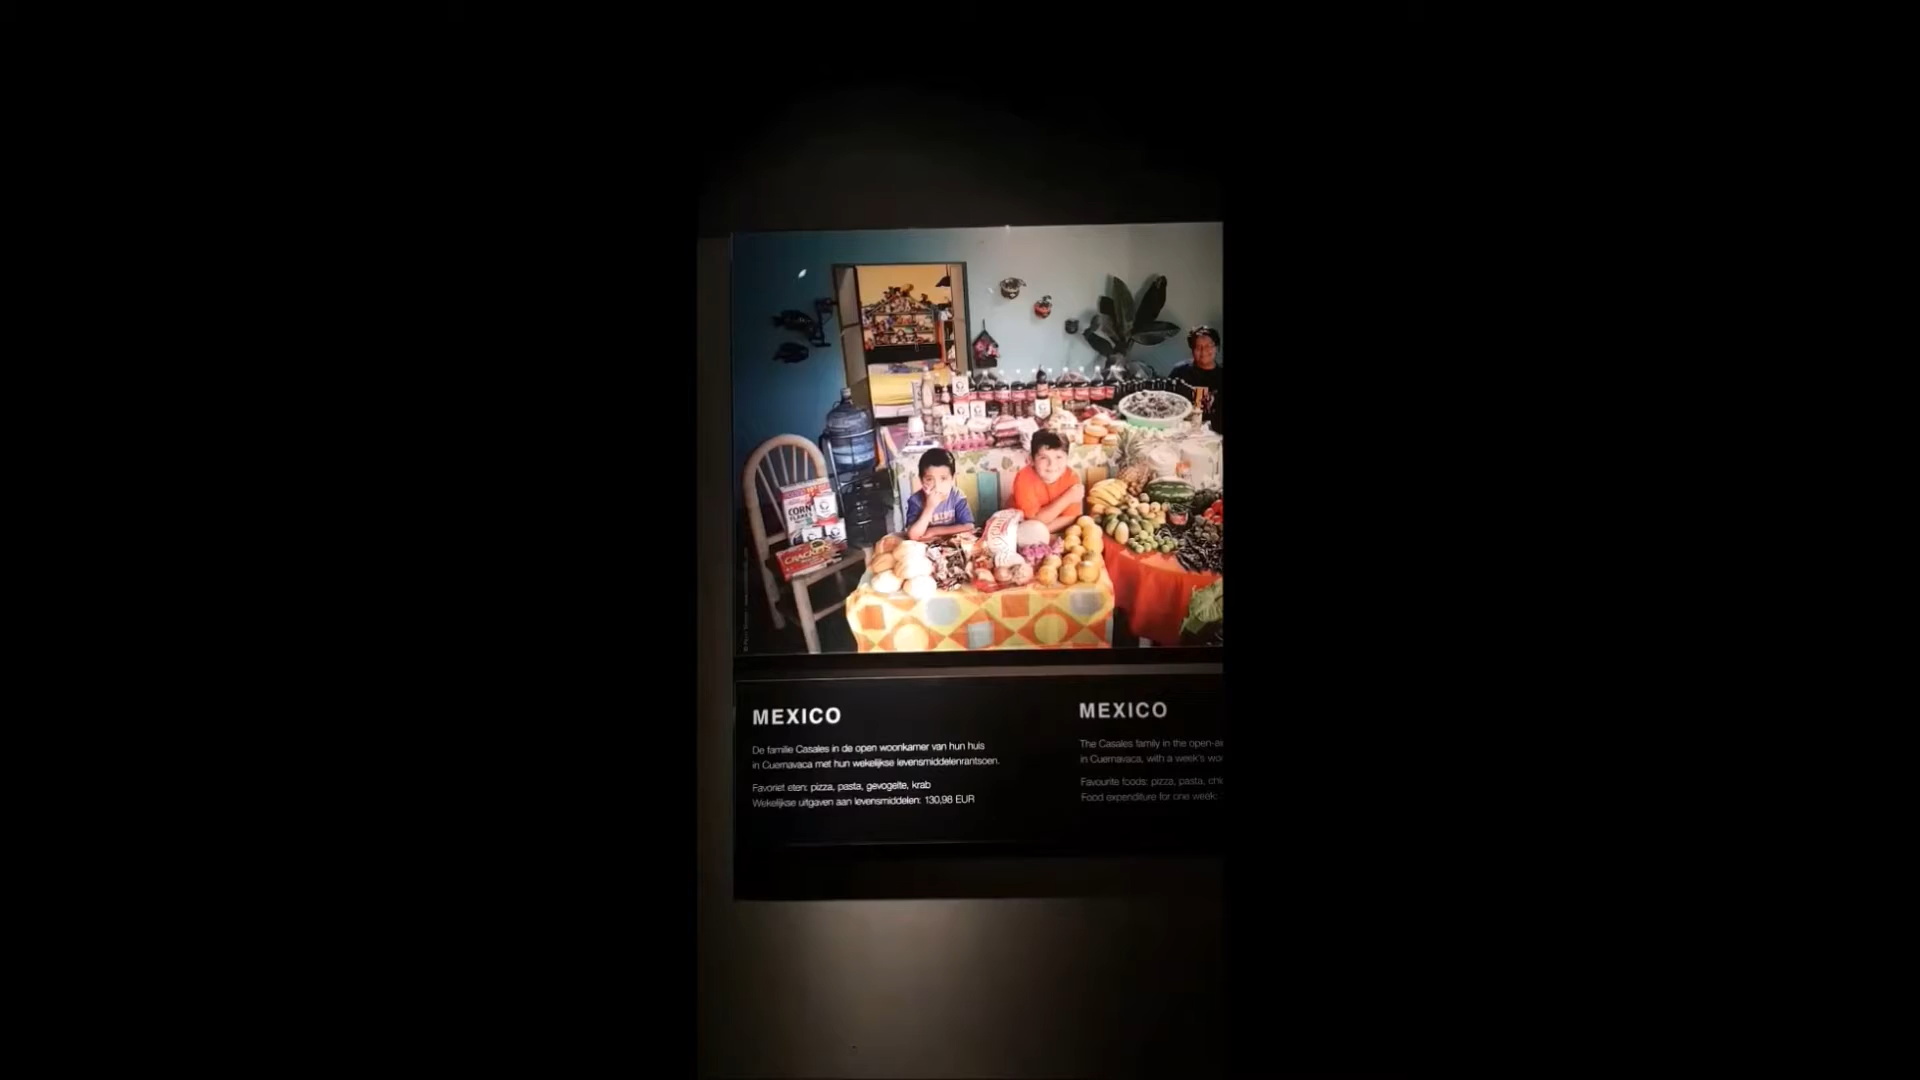 CORN
FLAKES
CRACKETS
MEXICO
De familie Casales in de open woonkamer van hun huis
in Cuernavaca met hun wekelijkse levensmiddelenrantsoen.
Favoriet eten: pizza, pasta, gevogelte, krab
Wekelijkse uitgaven aan levensmiddelen: 130,98 EUR
MEXICO
The Casales family in the
in Cuernavaca, with a week's
Favourite foods: pizza, pasta,
Food expenditure for one week: